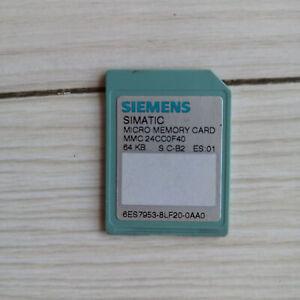 SIEMENS
SIMATIC
MICRO MEMORY CARD
MMC 24CC0F40
64 KB S C-B2 ES:01
6ES7953-8LF20-0AA0